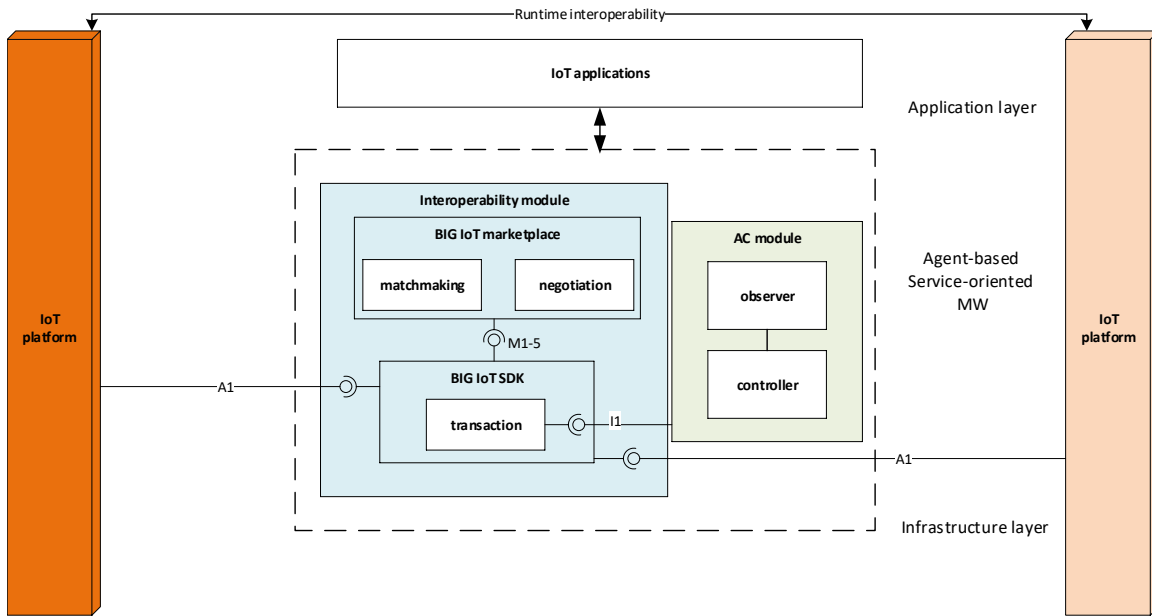 Runtime interoperability
IoT applications
Application layer
Interoperability module
BIG IoT marketplace
matchmaking
negotiation
AC module
observer
controller
Agent-based
Service-oriented
MW
IoT
platform
IoT
platform
M1-5
BIG IoT SDK
transaction
A1
I1
A1
Infrastructure layer